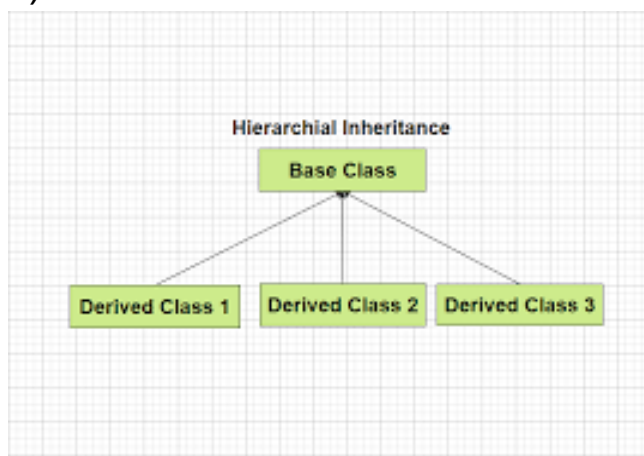 Hierarchial Inheritance
Base Class
Derived Class 1 Derived Class 2 Derived Class 3